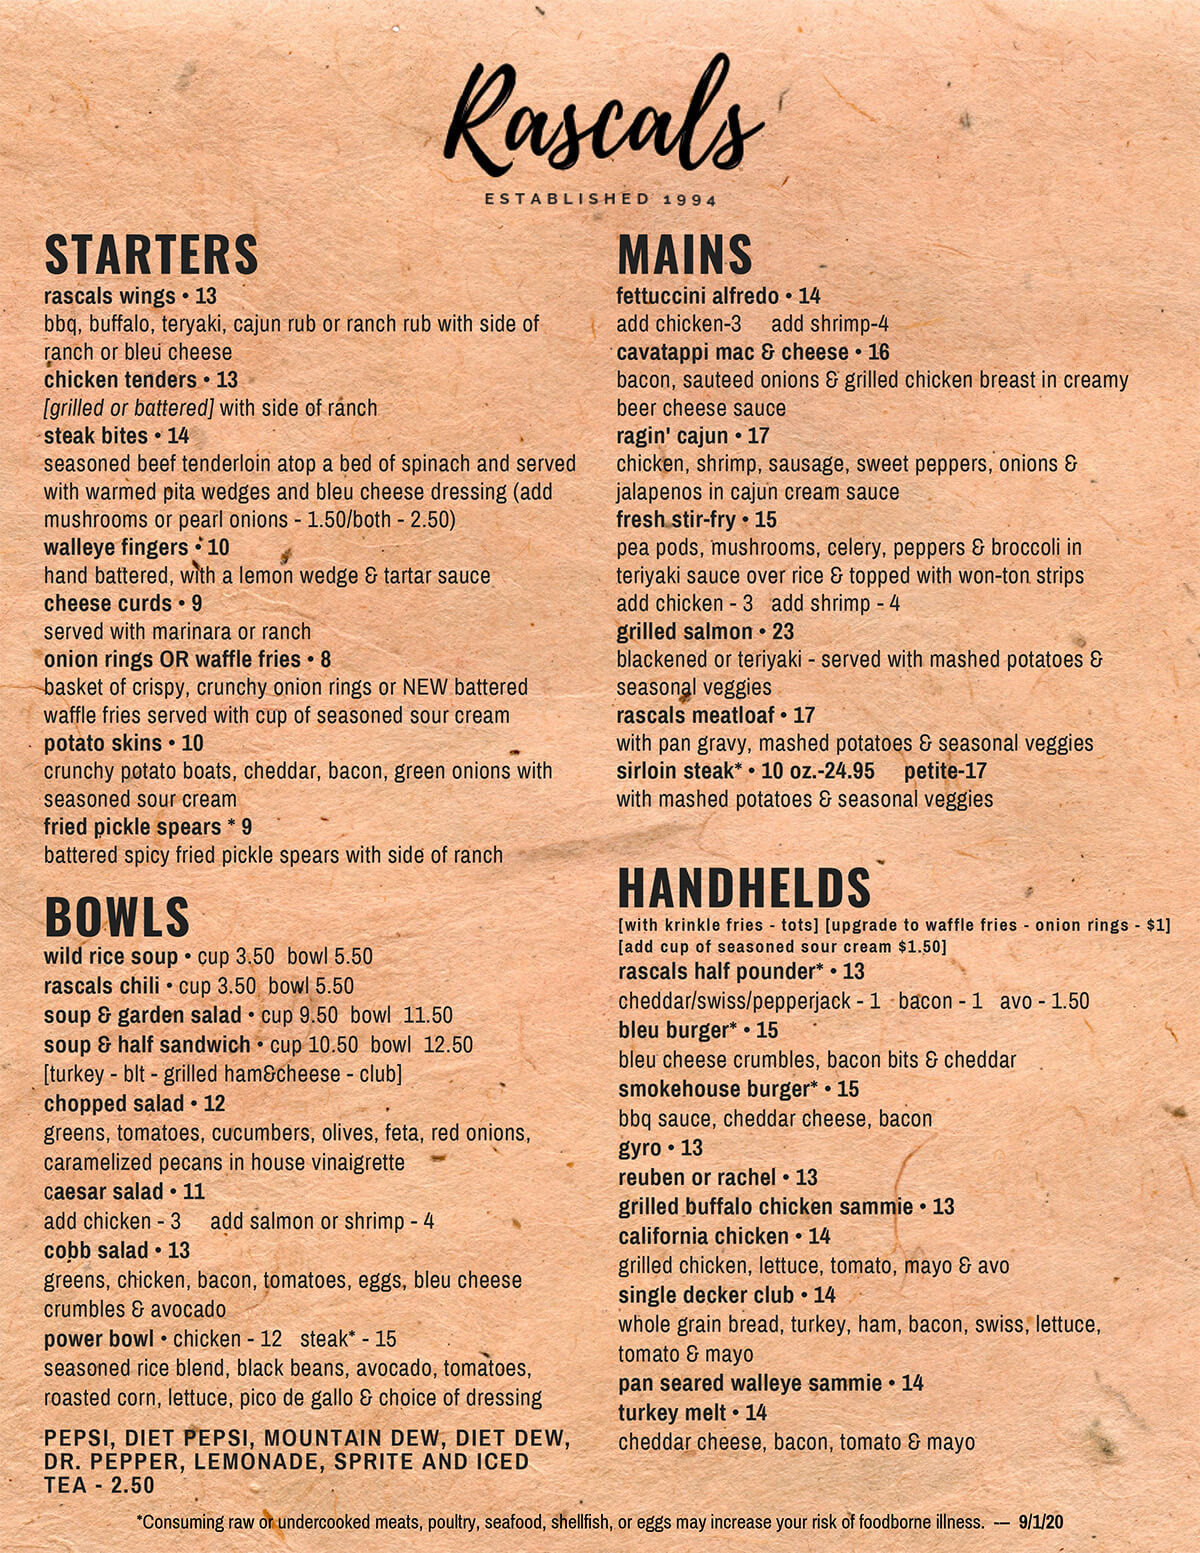 Rascals
ESTABLISHED 1994
STARTERS
rascals wings • 13
bbq, buffalo, teryaki, cajun rub or ranch rub with side of
ranch or bleu cheese
chicken tenders • 13
[grilled or battered] with side of ranch
steak bites • 14
seasoned beef tenderloin atop a bed of spinach and served
with warmed pita wedges and bleu cheese dressing (add
mushrooms or pearl onions - 1.50/both - 2.50)
walleye fingers • 10
hand battered, with a lemon wedge & tartar sauce
cheese curds • 9
served with marinara or ranch
onion rings OR waffle fries • 8
basket of crispy, crunchy onion rings or NEW battered
waffle fries served with cup of seasoned sour cream
potato skins • 10
crunchy potato boats, cheddar, bacon, green onions with
seasoned sour cream
fried pickle spears * 9
battered spicy fried pickle spears with side of ranch
BOWLS
wild rice soup • cup 3.50 bowl 5.50
rascals chili • cup 3.50 bowl 5.50
soup & garden salad • cup 9.50 bowl 11.50
soup & half sandwich • cup 10.50 bowl 12.50
[turkey - blt - grilled ham&cheese - club]
chopped salad • 12
greens, tomatoes, cucumbers, olives, feta, red onions,
caramelized pecans in house vinaigrette
caesar salad • 11
add chicken - 3 add salmon or shrimp - 4
cobb salad • 13
greens, chicken, bacon, tomatoes, eggs, bleu cheese
crumbles & avocado
power bowl • chicken - 12 steak* - 15
seasoned rice blend, black beans, avocado, tomatoes,
roasted corn, lettuce, pico de gallo & choice of dressing
PEPSI, DIET PEPSI, MOUNTAIN DEW, DIET DEW,
DR. PEPPER, LEMONADE, SPRITE AND ICED
TEA - 2.50
MAINS
fettuccini alfredo • 14
add chicken-3 add shrimp-4
cavatappi mac & cheese • 16
bacon, sauteed onions & grilled chicken breast in creamy
beer cheese sauce
ragin' cajun • 17
chicken, shrimp, sausage, sweet peppers, onions &
jalapenos in cajun cream sauce
fresh stir-fry • 15
pea pods, mushrooms, celery, peppers & broccoli in
teriyaki sauce over rice & topped with won-ton strips
add chicken - 3 add shrimp - 4
grilled salmon • 23
blackened or teriyaki - served with mashed potatoes &
seasonal veggies
rascals meatloaf • 17
with pan gravy, mashed potatoes & seasonal veggies
sirloin steak* • 10 oz.-24.95 petite-17
with mashed potatoes & seasonal veggies
HANDHELDS
[with krinkle fries - tots] [upgrade to waffle fries - onion rings - $1]
[add cup of seasoned sour cream $1.50]
rascals half pounder* • 13
cheddar/swiss/pepperjack - 1 bacon - 1 avo - 1.50
bleu burger* • 15
bleu cheese crumbles, bacon bits & cheddar
smokehouse burger* • 15
bbq sauce, cheddar cheese, bacon
gyro • 13
reuben or rachel • 13
grilled buffalo chicken sammie • 13
california chicken • 14
grilled chicken, lettuce, tomato, mayo & avo
single decker club • 14
whole grain bread, turkey, ham, bacon, swiss, lettuce,
tomato & mayo
pan seared walleye sammie • 14
turkey melt • 14
cheddar cheese, bacon, tomato & mayo
*Consuming raw or undercooked meats, poultry, seafood, shellfish, or eggs may increase your risk of foodborne illness. — 9/1/20